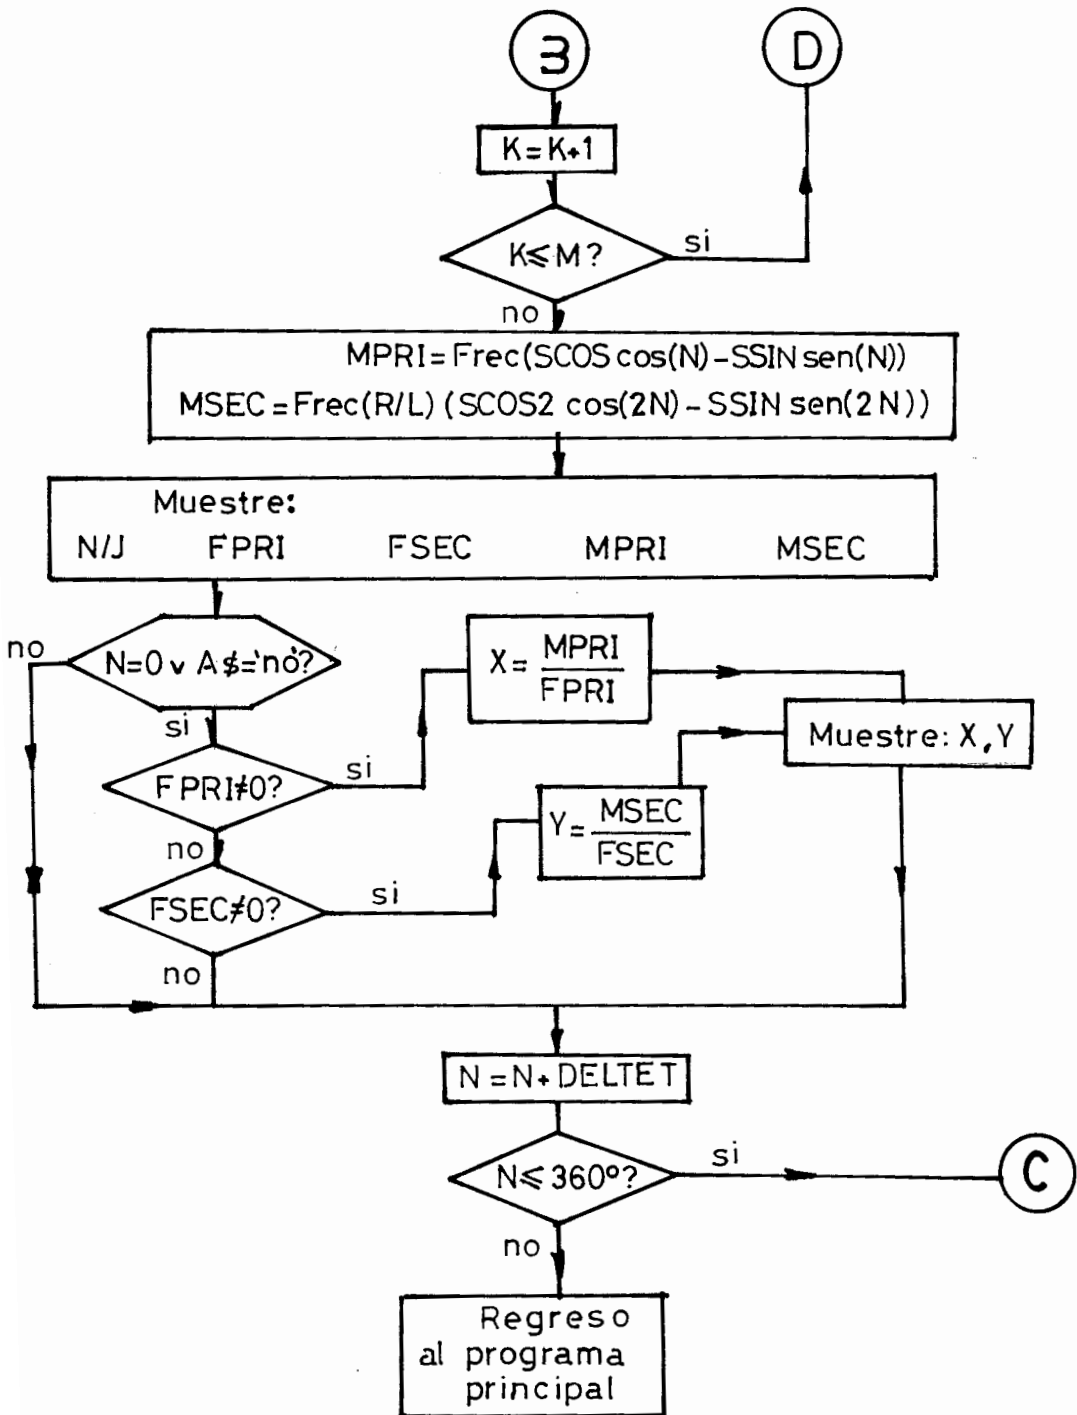 3
D
K=K+1
K≤M?
si
no
MPRI=Frec(SCOS cos(N)-SSIN sen(N))
MSEC=Frec(R/L) (SCOS2 cos(2N)-SSIN sen(2N))
Muestre:
N/J FPRI FSEC MPRI MSEC
no
N=0 v A$='no'?
si
X=MPRI/FPRI
Muestre: X,Y
FPRI≠0?
si
no
Y=MSEC/FSEC
FSEC≠0?
si
no
N=N+DELTET
N≤360º?
si
C
no
Regreso
al programa
principal